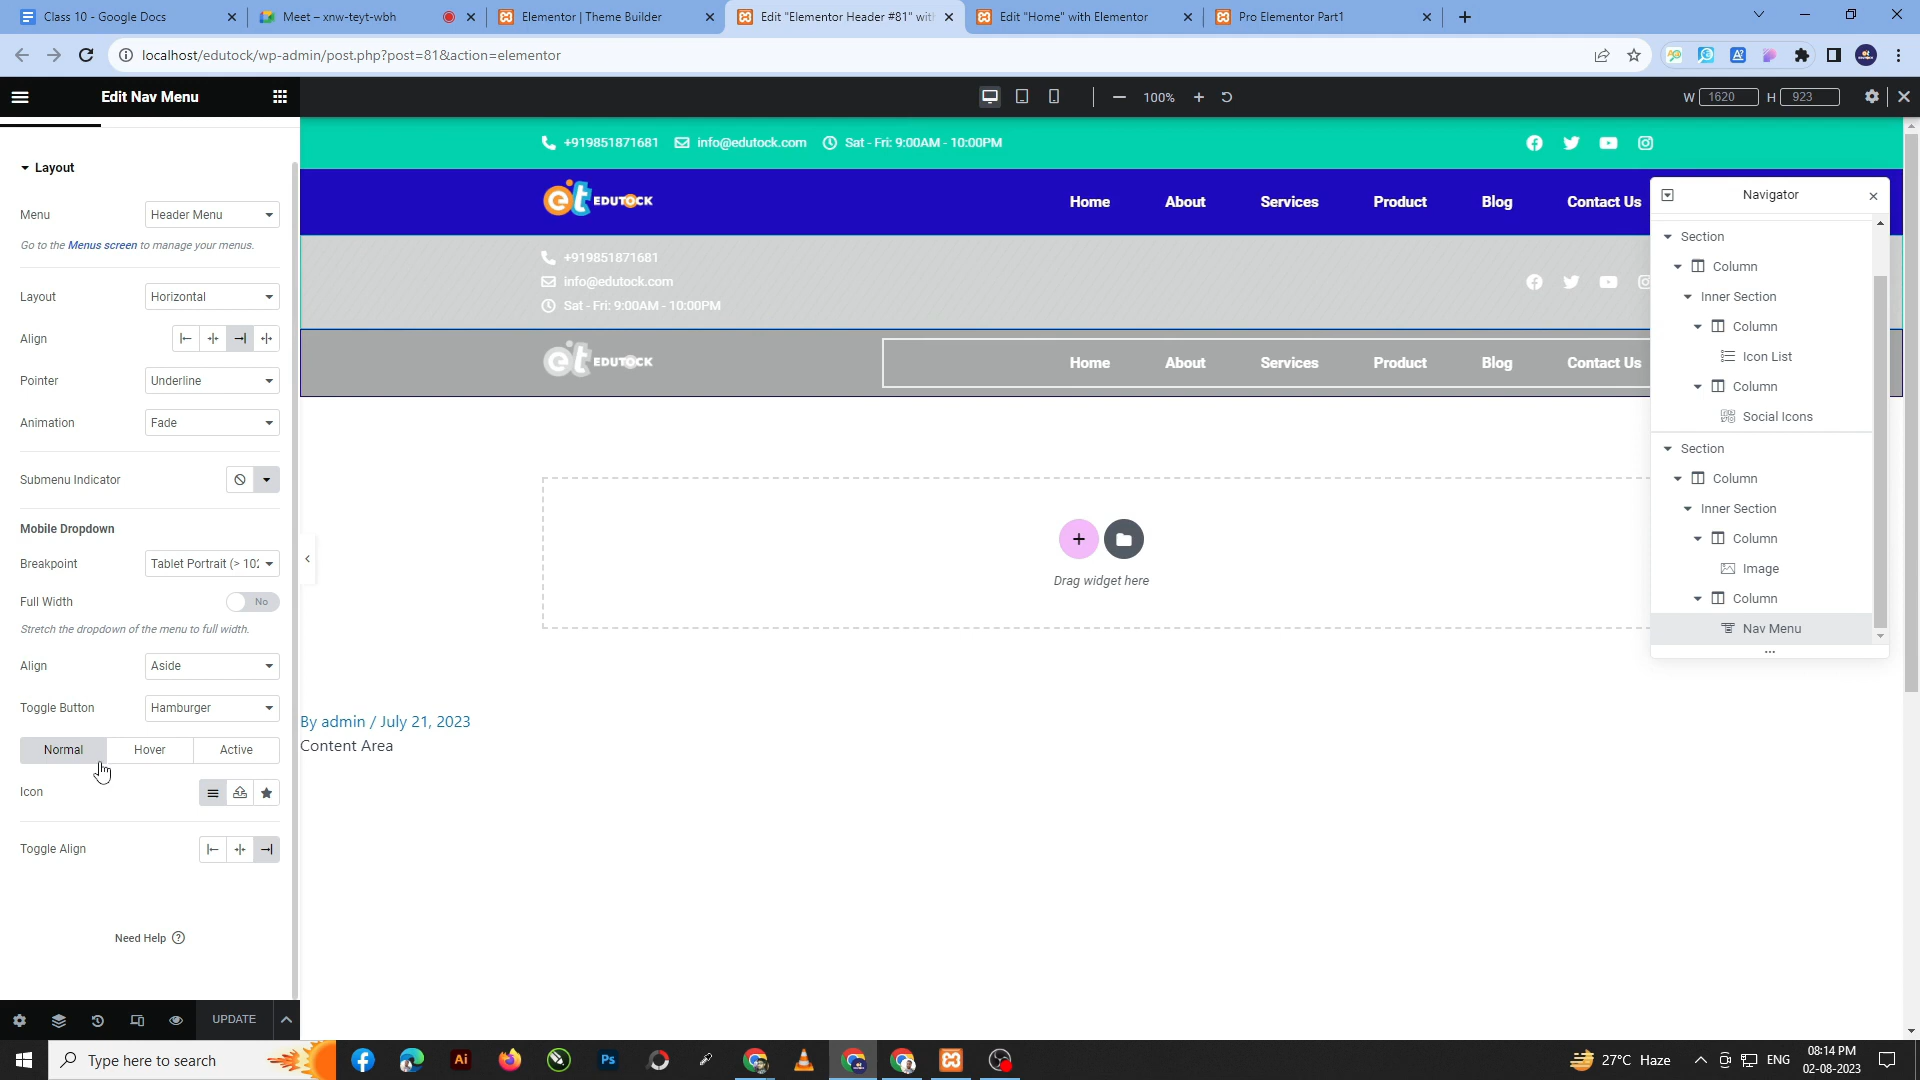 Class 10 - Google Docs
Meet – xnw-teyt-wbh
Elementor | Theme Builder
Edit "Elementor Header #81" wit
Edit "Home" with Elementor
Pro Elementor Part1
localhost/edutock/wp-admin/post.php?post=81&action=elementor
Edit Nav Menu
100%
W 1620 H 923
Layout
Menu
Header Menu
Go to the Menus screen to manage your menus.
Layout
Horizontal
Align
Pointer
Underline
Animation
Fade
Submenu Indicator
Mobile Dropdown
Breakpoint
Tablet Portrait (> 102
Full Width
No
Stretch the dropdown of the menu to full width.
Align
Aside
Toggle Button
Hamburger
Normal
Hover
Active
Icon
Toggle Align
Need Help
UPDATE
+919851871681
info@edutock.com
Sat - Fri: 9:00AM - 10:00PM
et EDUTOCK
Home
About
Services
Product
Blog
Contact Us
+919851871681
info@edutock.com
Sat - Fri: 9:00AM - 10:00PM
et EDUTOCK
Home
About
Services
Product
Blog
Contact Us
Drag widget here
By admin / July 21, 2023
Content Area
Navigator
Section
Column
Inner Section
Column
Icon List
Column
Social Icons
Section
Column
Inner Section
Column
Image
Column
Nav Menu
Type here to search
Ai
Ps
27°C Haze
ENG
08:14 PM
02-08-2023